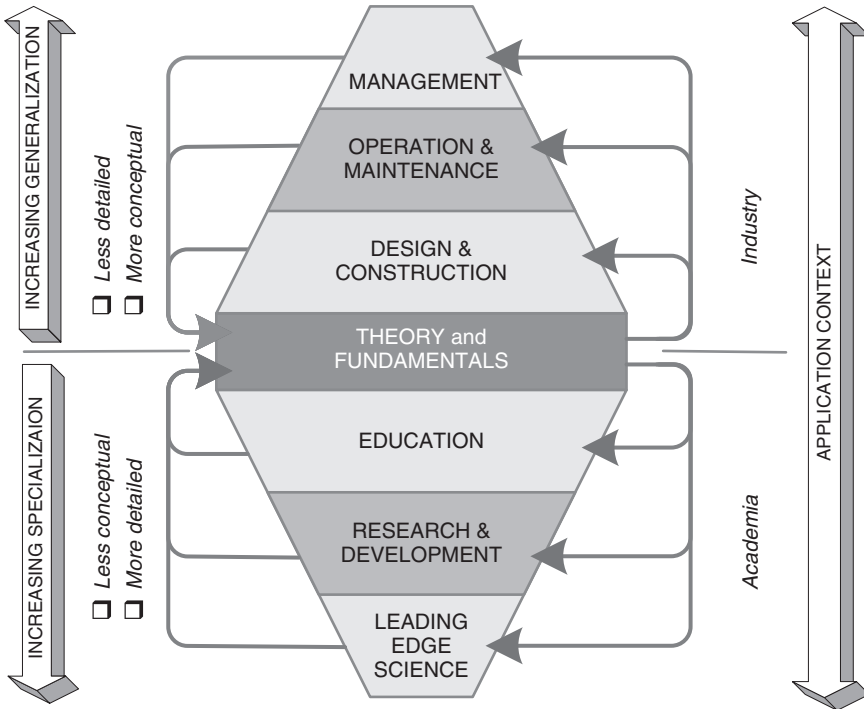 INCREASING GENERALIZATION
❑ Less detailed
❑ More conceptual
MANAGEMENT
OPERATION &
MAINTENANCE
DESIGN &
CONSTRUCTION
THEORY and
FUNDAMENTALS
EDUCATION
RESEARCH &
DEVELOPMENT
LEADING
EDGE
SCIENCE
INCREASING SPECIALIZAION
❑ Less conceptual
❑ More detailed
Industry
Academia
APPLICATION CONTEXT